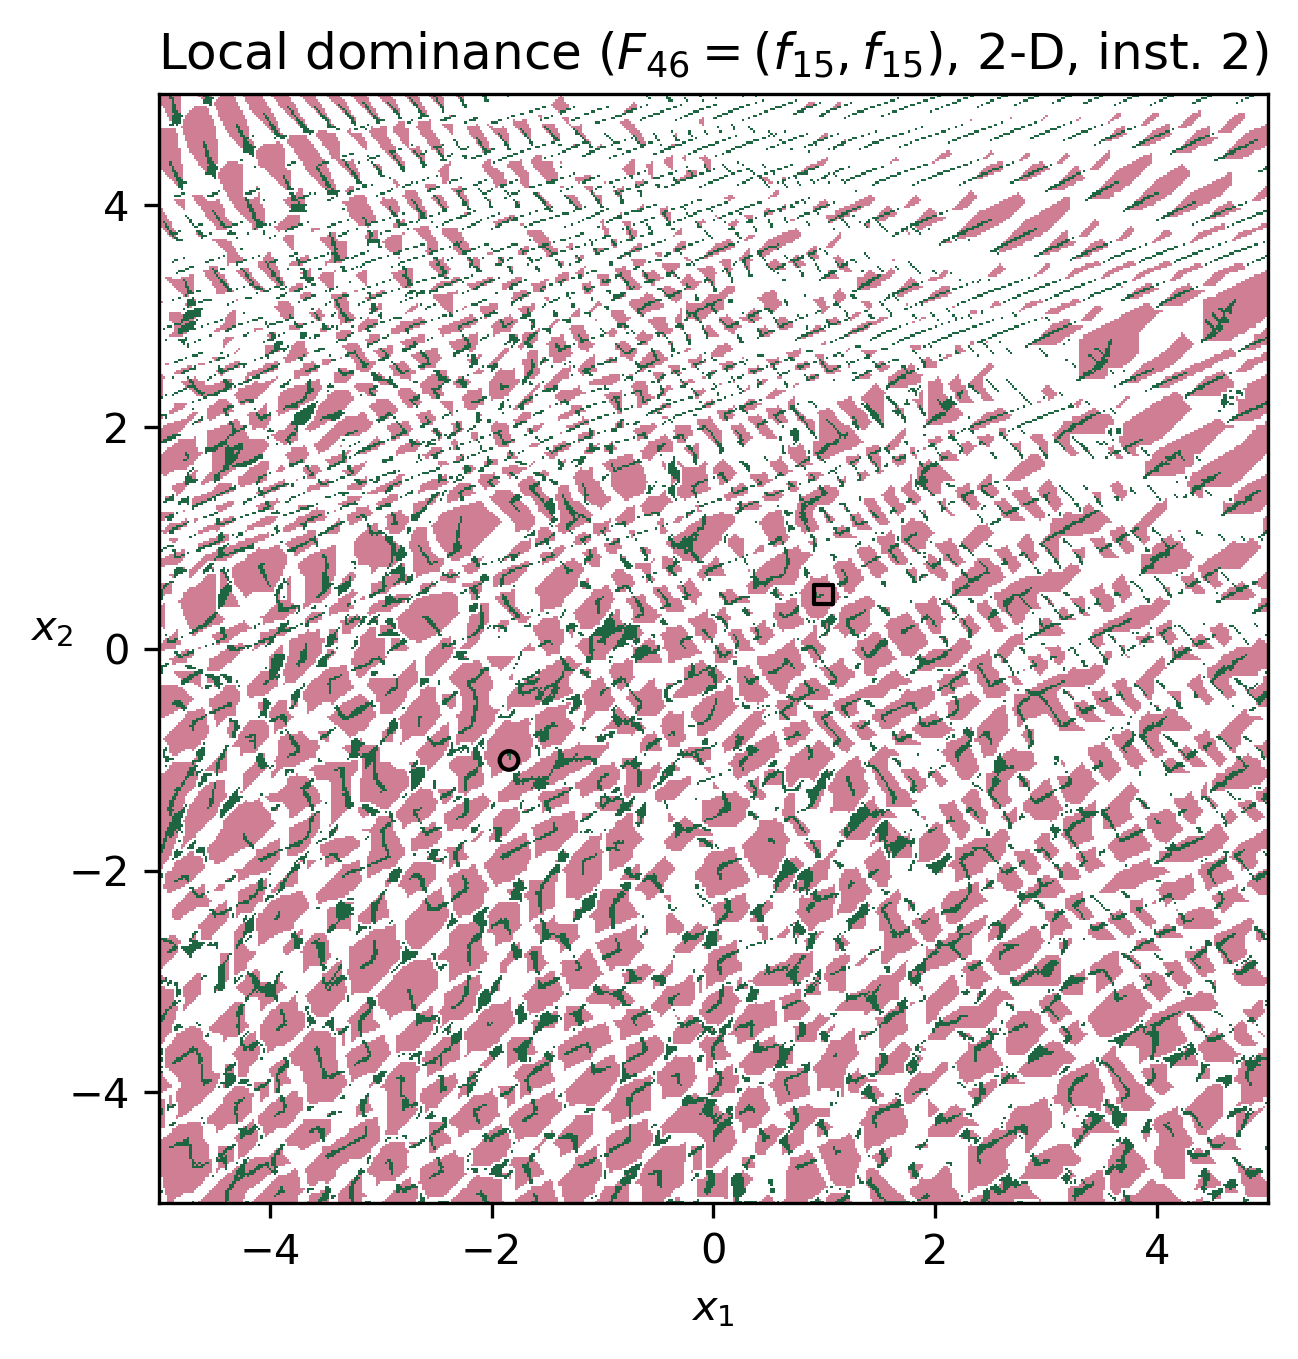 Local dominance (F₄₆ = (f₁₅, f₁₅), 2-D, inst. 2)
4
2
x₂
0
−2
−4
−4 −2 0 2 4
x₁